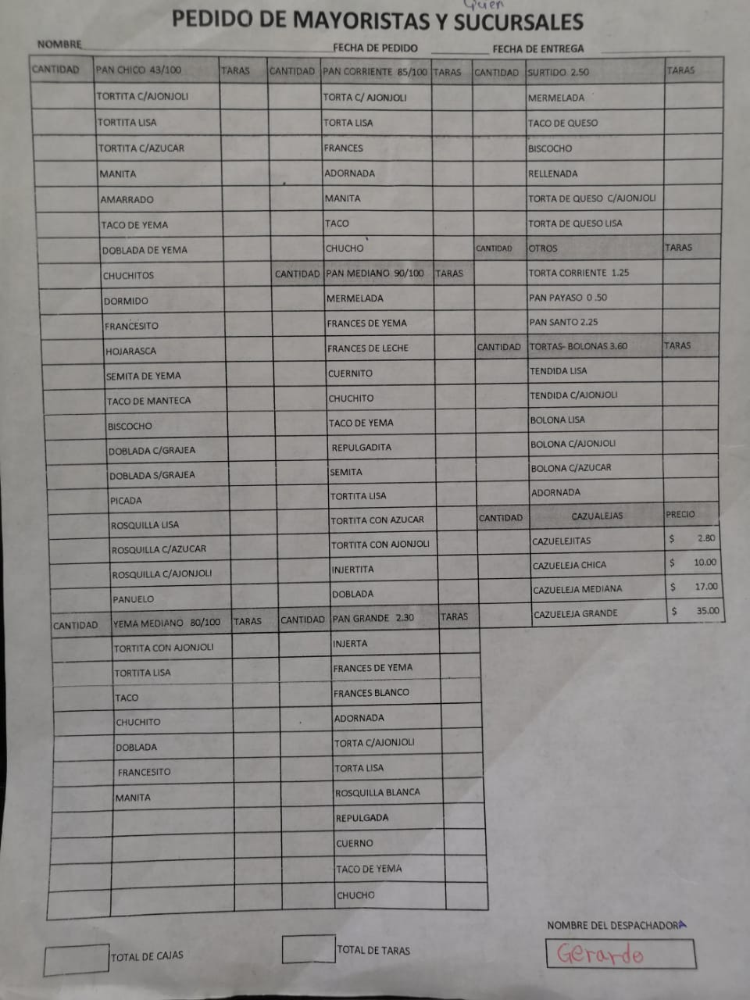 Quen
PEDIDO DE MAYORISTAS Y SUCURSALES
NOMBRE FECHA DE PEDIDO FECHA DE ENTREGA
CANTIDAD PAN CHICO 43/100 TARAS CANTIDAD PAN CORRIENTE 85/100 TARAS CANTIDAD SURTIDO 2.50 TARAS
TORTITA C/AJONJOLI TORTA C/ AJONJOLI MERMELADA
TORTITA LISA TORTA LISA TACO DE QUESO
TORTITA C/AZUCAR FRANCES BISCOCHO
MANITA ADORNADA RELLENADA
AMARRADO MANITA TORTA DE QUESO C/AJONJOLI
TACO DE YEMA TACO TORTA DE QUESO LISA
DOBLADA DE YEMA CHUCHO CANTIDAD OTROS TARAS
CHUCHITOS CANTIDAD PAN MEDIANO 90/100 TARAS TORTA CORRIENTE 1.25
DORMIDO MERMELADA PAN PAYASO 0 .50
FRANCESITO FRANCES DE YEMA PAN SANTO 2.25
HOJARASCA FRANCES DE LECHE CANTIDAD TORTAS- BOLONAS 3.60 TARAS
SEMITA DE YEMA CUERNITO TENDIDA LISA
TACO DE MANTECA CHUCHITO TENDIDA C/AJONJOLI
BISCOCHO TACO DE YEMA BOLONA LISA
DOBLADA C/GRAJEA REPULGADITA BOLONA C/AJONJOLI
DOBLADA S/GRAJEA SEMITA BOLONA C/AZUCAR
PICADA TORTITA LISA ADORNADA
ROSQUILLA LISA TORTITA CON AZUCAR CANTIDAD CAZUALEJAS PRECIO
ROSQUILLA C/AZUCAR TORTITA CON AJONJOLI CAZUELEJITAS $ 2.80
ROSQUILLA C/AJONJOLI INJERTITA CAZUELEJA CHICA $ 10.00
PANUELO DOBLADA CAZUELEJA MEDIANA $ 17.00
CANTIDAD YEMA MEDIANO 80/100 TARAS CANTIDAD PAN GRANDE 2.30 TARAS CAZUELEJA GRANDE $ 35.00
TORTITA CON AJONJOLI INJERTA
TORTITA LISA FRANCES DE YEMA
TACO FRANCES BLANCO
CHUCHITO ADORNADA
DOBLADA TORTA C/AJONJOLI
FRANCESITO TORTA LISA
MANITA ROSQUILLA BLANCA
REPULGADA
CUERNO
TACO DE YEMA
CHUCHO
NOMBRE DEL DESPACHADORA
TOTAL DE CAJAS TOTAL DE TARAS Gerardo